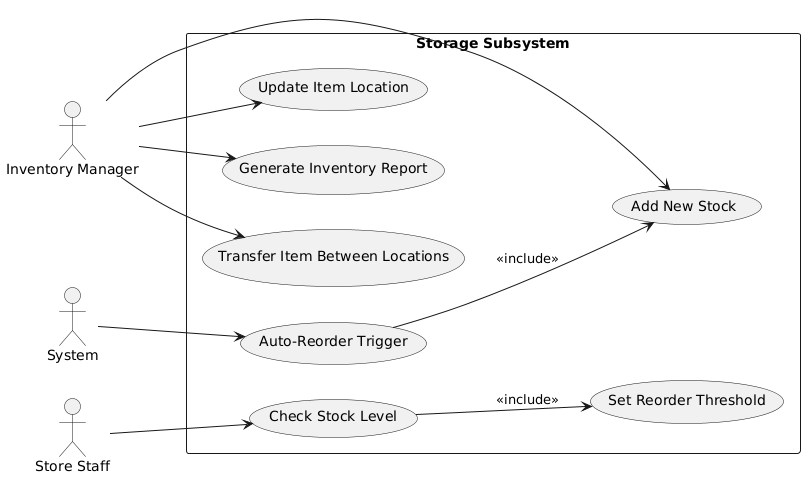 Storage Subsystem
Update Item Location
Inventory Manager
Generate Inventory Report
Add New Stock
Transfer Item Between Locations
«include»
System
Auto-Reorder Trigger
«include»
Set Reorder Threshold
Check Stock Level
Store Staff